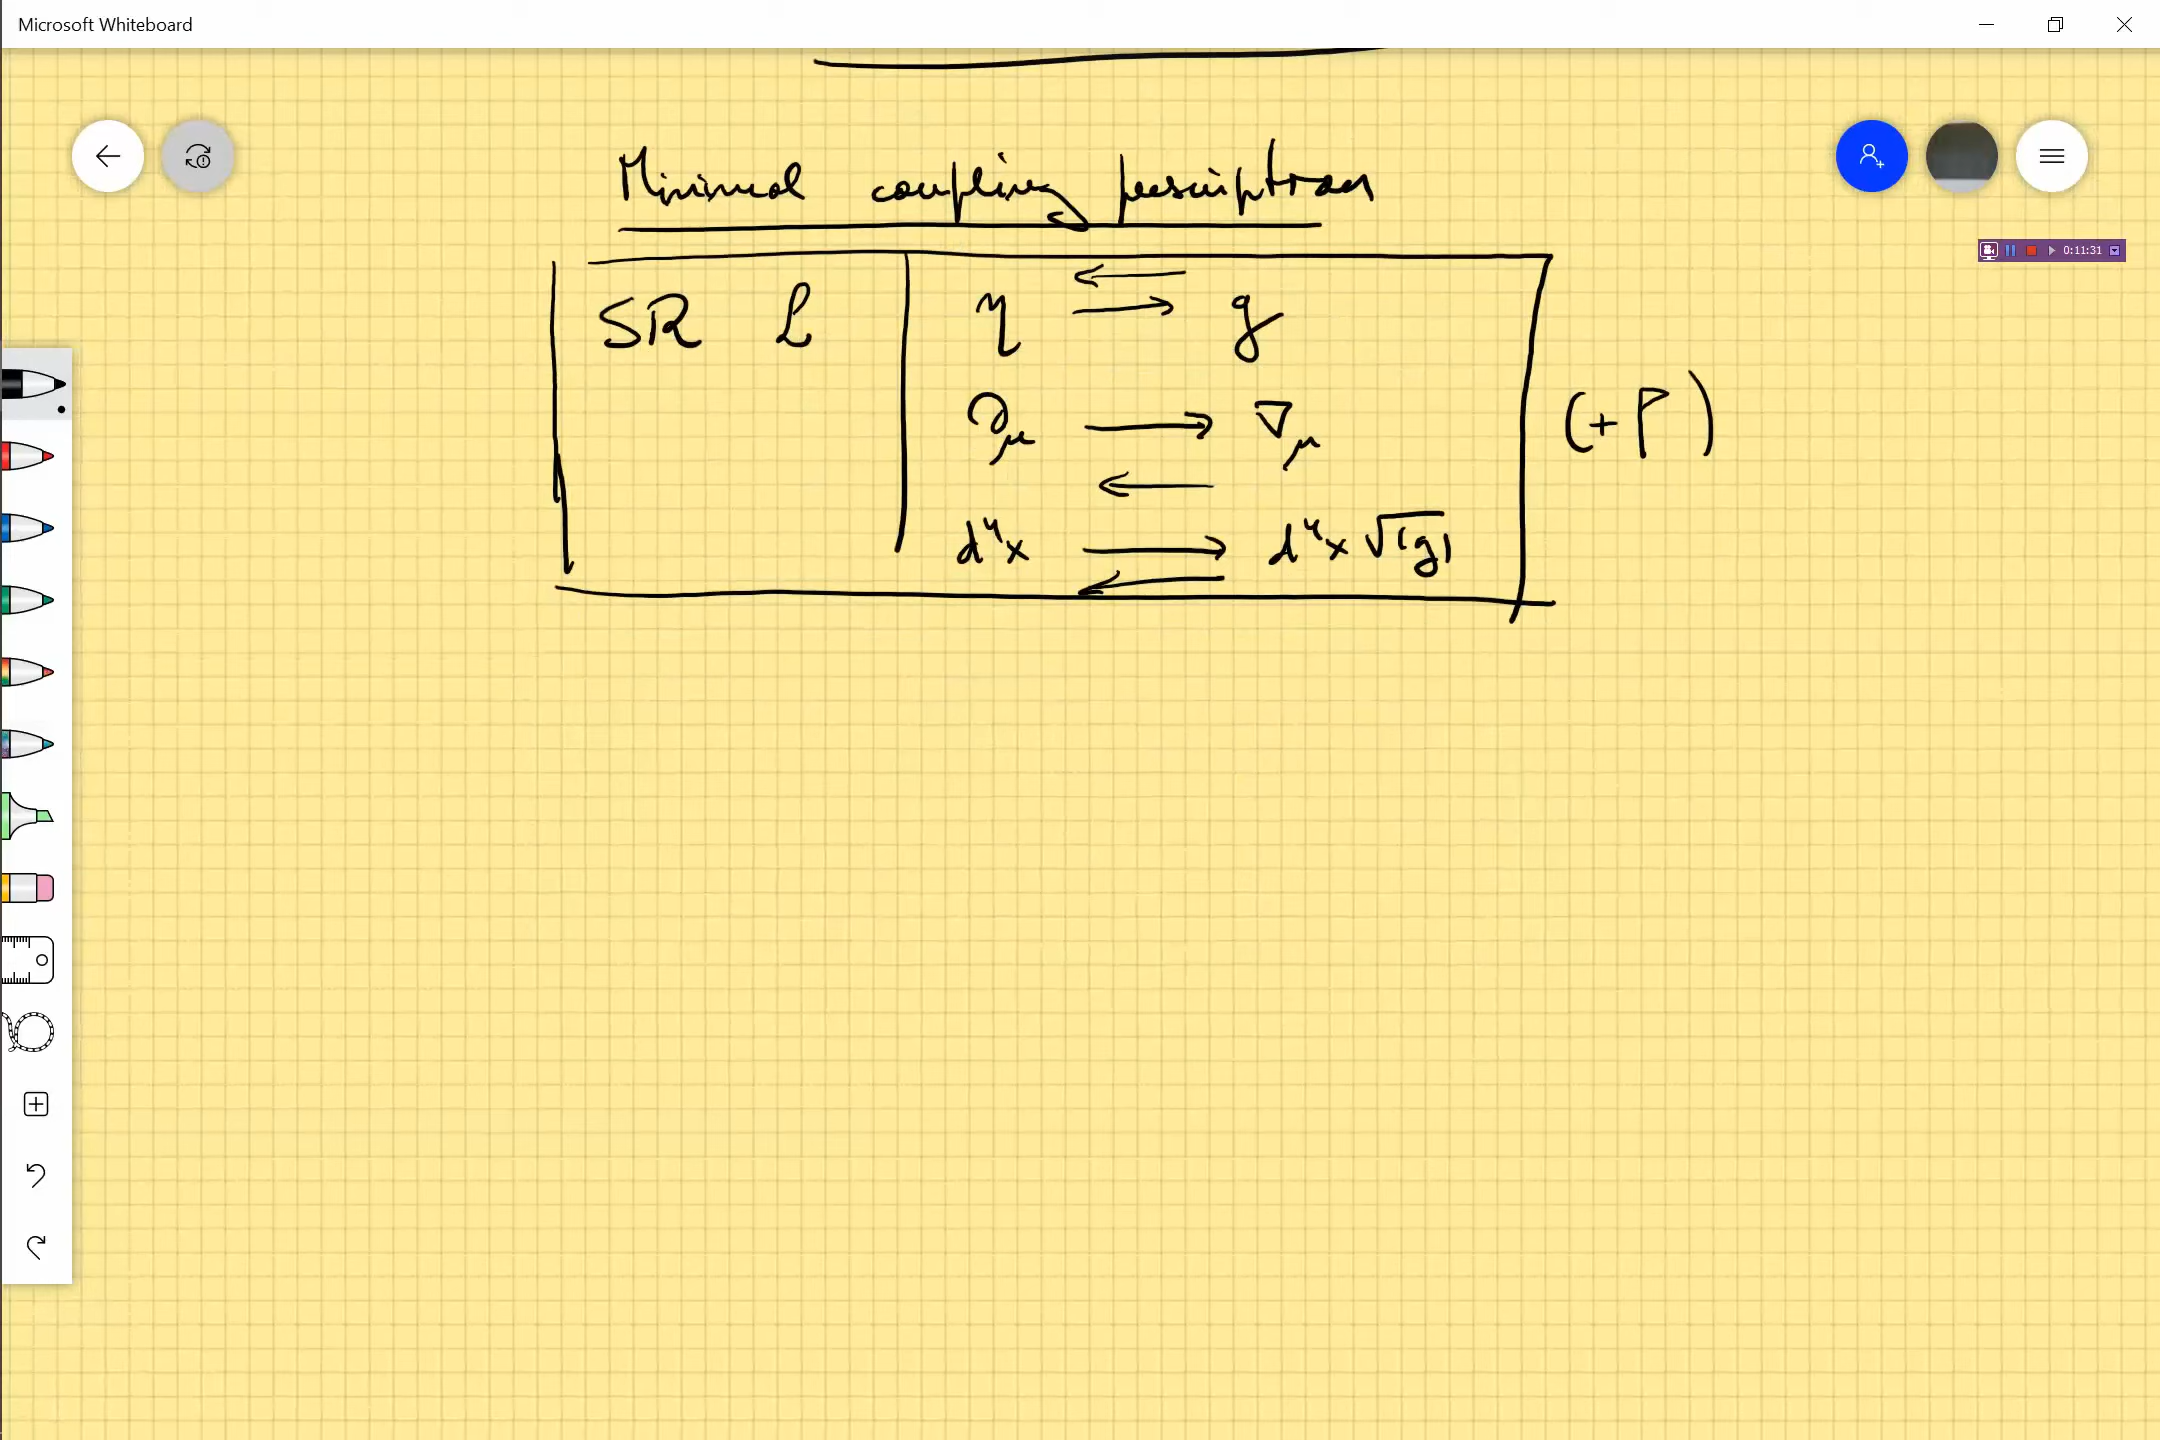 Microsoft Whiteboard
Minimal coupling prescription
0:11:31
SR L η ⇄ g
∂_μ → ∇_μ (+ Γ)
←
d⁴x ⇄ d⁴x √|g|